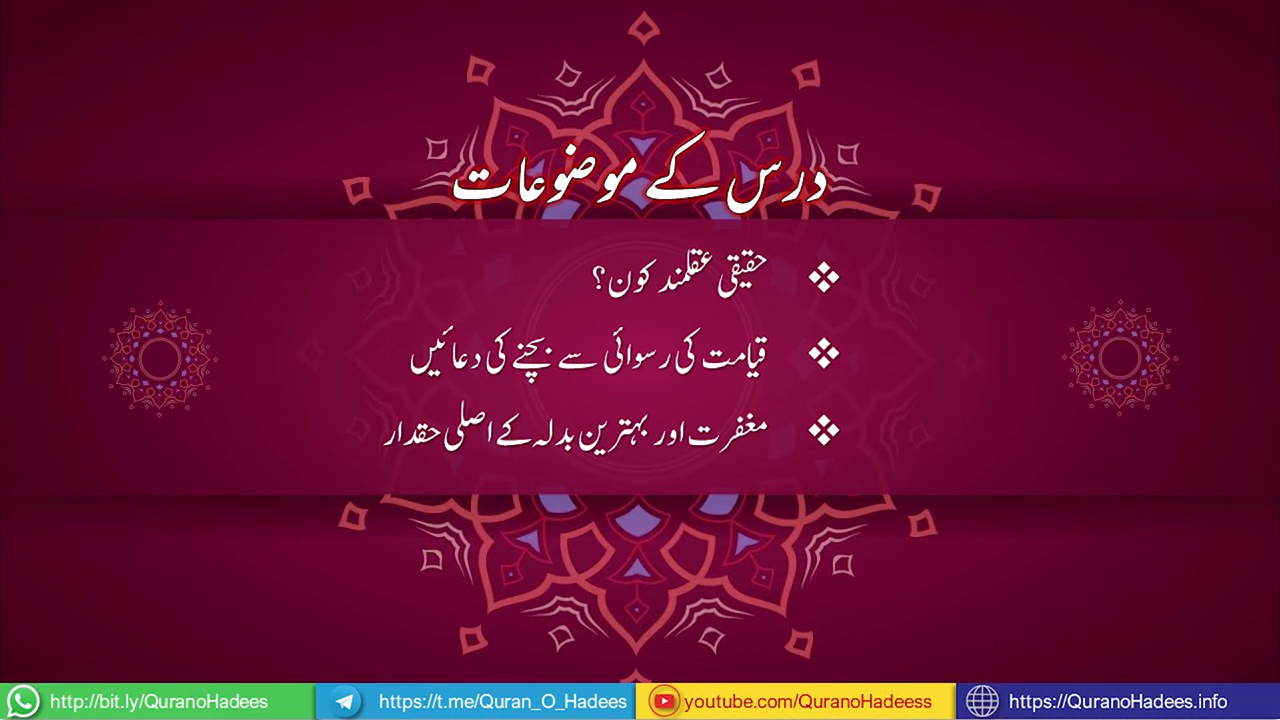 درس کے موضوعات
حقیقی عقلمند کون؟
قیامت کی رسوائی سے بچنے کی دعائیں
مغفرت اور بہترین بدلہ کے اصلی حقدار
http://bit.ly/QuranoHadees
https://t.me/Quran_O_Hadees
youtube.com/QuranoHadeess
https://QuranoHadees.info